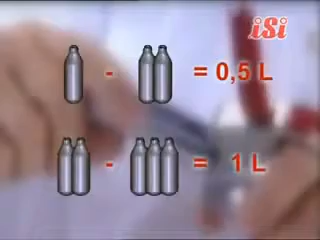 iSi
- = 0,5 L
- = 1 L